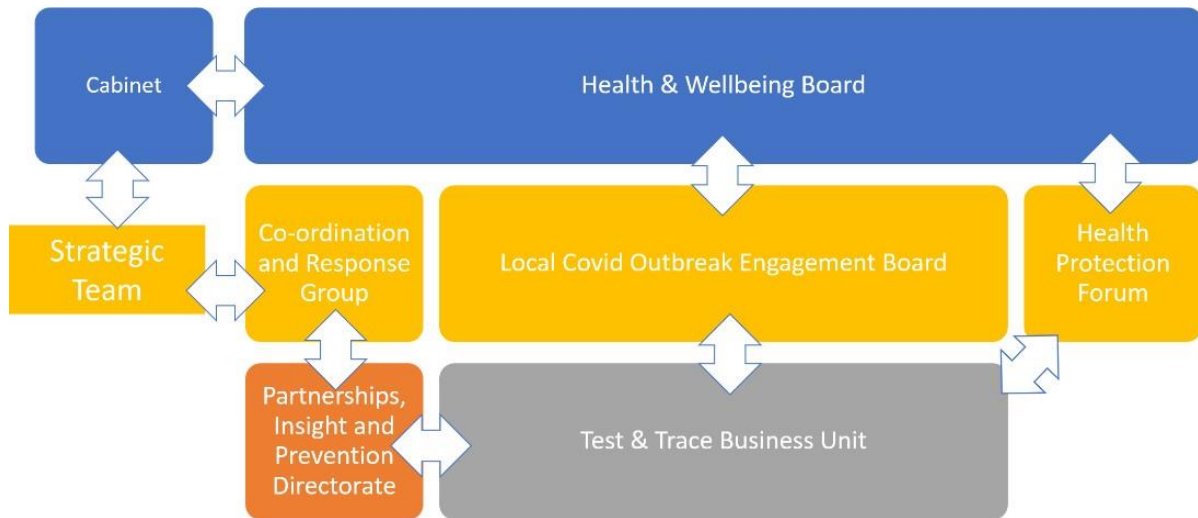 Cabinet
Health & Wellbeing Board
Strategic
Team
Co-ordination
and Response
Group
Local Covid Outbreak Engagement Board
Health
Protection
Forum
Partnerships,
Insight and
Prevention
Directorate
Test & Trace Business Unit